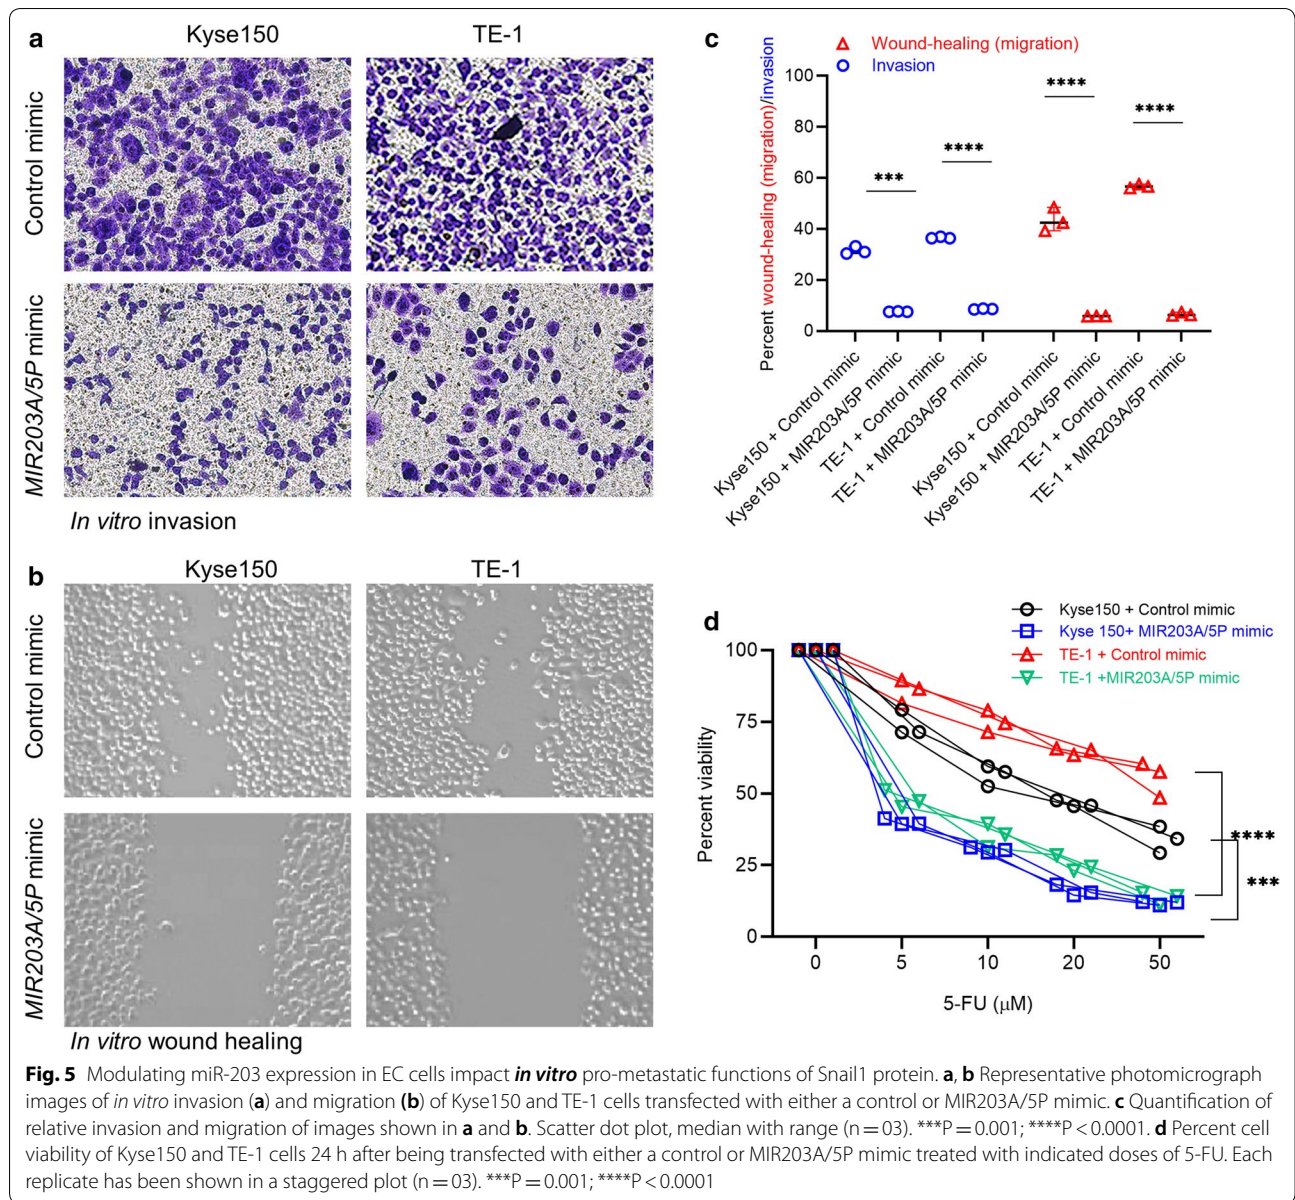 a
Kyse150
TE-1
Control mimic
MIR203A/5P mimic
In vitro invasion
b
Kyse150
TE-1
Control mimic
MIR203A/5P mimic
In vitro wound healing
c
Wound-healing (migration)
Invasion
Percent wound-healing (migration)/invasion
100
80
60
40
20
0
***
****
****
****
Kyse150 + Control mimic
Kyse150 + MIR203A/5P mimic
TE-1 + Control mimic
TE-1 + MIR203A/5P mimic
Kyse150 + Control mimic
Kyse150 + MIR203A/5P mimic
TE-1 + Control mimic
TE-1 + MIR203A/5P mimic
d
Kyse150 + Control mimic
Kyse 150+ MIR203A/5P mimic
TE-1 + Control mimic
TE-1 +MIR203A/5P mimic
Percent viability
100
75
50
25
0
****
***
0 5 10 20 50
5-FU (μM)
Fig. 5 Modulating miR-203 expression in EC cells impact in vitro pro-metastatic functions of Snail1 protein. a, b Representative photomicrograph
images of in vitro invasion (a) and migration (b) of Kyse150 and TE-1 cells transfected with either a control or MIR203A/5P mimic. c Quantification of
relative invasion and migration of images shown in a and b. Scatter dot plot, median with range (n = 03). ***P = 0.001; ****P < 0.0001. d Percent cell
viability of Kyse150 and TE-1 cells 24 h after being transfected with either a control or MIR203A/5P mimic treated with indicated doses of 5-FU. Each
replicate has been shown in a staggered plot (n = 03). ***P = 0.001; ****P < 0.0001